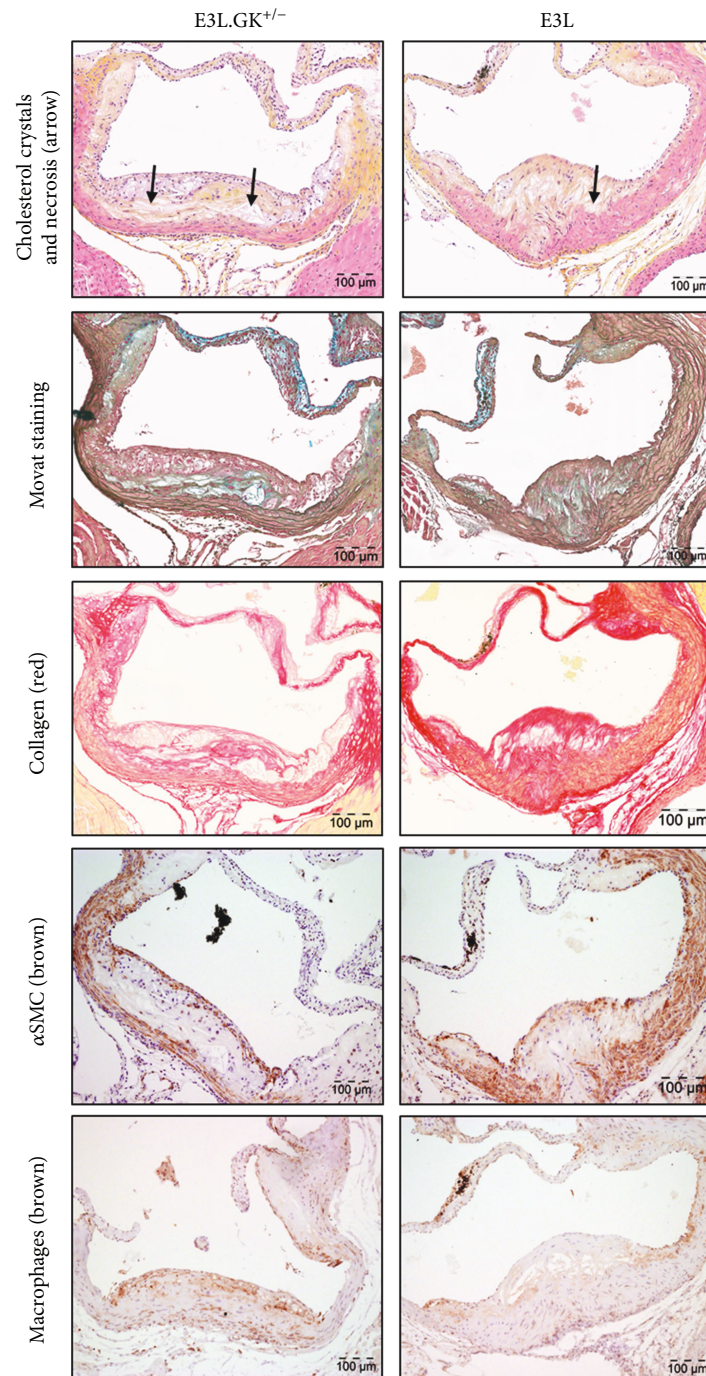 E3L.GK+/− E3L
Cholesterol crystals
and necrosis (arrow)
100 µm
100 µm
Movat staining
100 µm
100 µm
Collagen (red)
100 µm
100 µm
αSMC (brown)
100 µm
100 µm
Macrophages (brown)
100 µm
100 µm